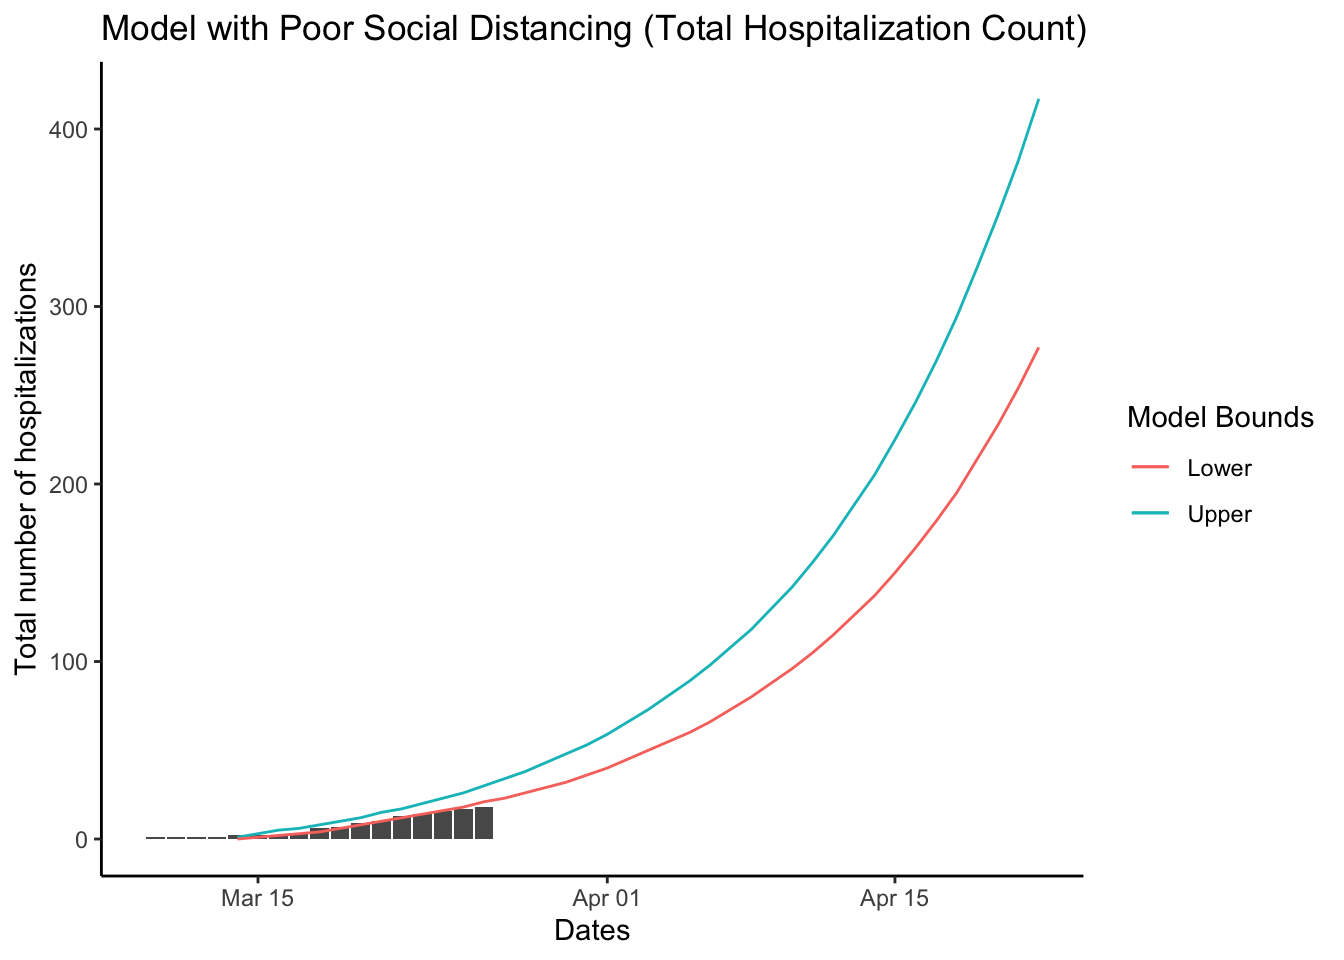 Model with Poor Social Distancing (Total Hospitalization Count)
Total number of hospitalizations
400
300
200
100
0
Mar 15
Apr 01
Apr 15
Dates
Model Bounds
Lower
Upper